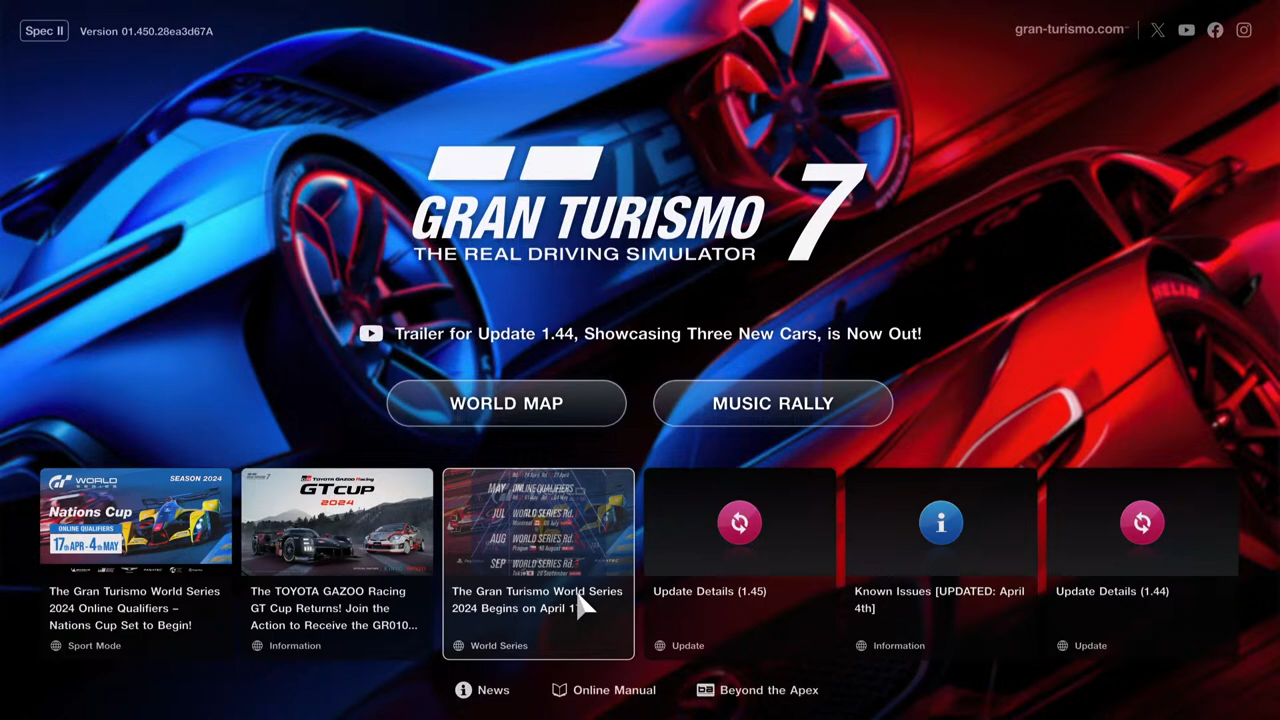 Spec II
Version 01.450.28ea3d67A
gran-turismo.com
GRAN TURISMO 7
THE REAL DRIVING SIMULATOR
Trailer for Update 1.44, Showcasing Three New Cars, is Now Out!
WORLD MAP
MUSIC RALLY
GT WORLD SERIES
SEASON 2024
Nations Cup
ONLINE QUALIFIERS
17th APR - 4th MAY
The Gran Turismo World Series
2024 Online Qualifiers –
Nations Cup Set to Begin!
Sport Mode
TOYOTA GAZOO Racing
GT CUP
2024
The TOYOTA GAZOO Racing
GT Cup Returns! Join the
Action to Receive the GR010...
Information
MAY ONLINE QUALIFIERS
JUL WORLD SERIES Rd.
AUG WORLD SERIES Rd.
SEP WORLD SERIES Rd.
The Gran Turismo World Series
2024 Begins on April
World Series
Update Details (1.45)
Update
Known Issues [UPDATED: April
4th]
Information
Update Details (1.44)
Update
News
Online Manual
Beyond the Apex